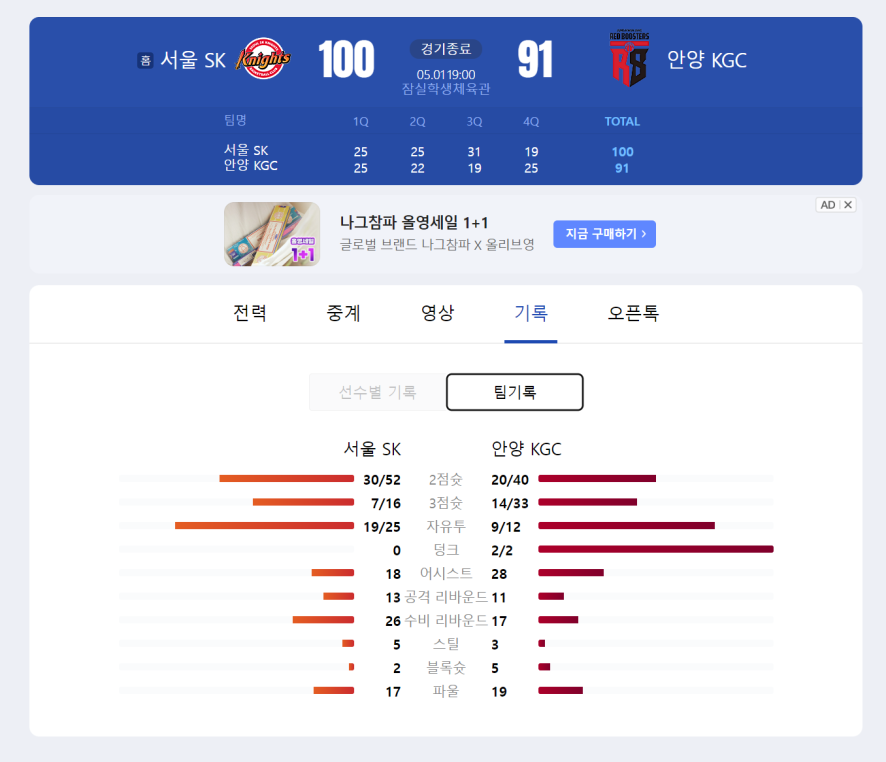 홈 서울 SK Knights 100 경기종료 91 RED BOOSTERS 안양 KGC
05.01 19:00
잠실학생체육관
팀명 1Q 2Q 3Q 4Q TOTAL
서울 SK 25 25 31 19 100
안양 KGC 25 22 19 25 91
AD X
나그참파 올영세일 1+1
글로벌 브랜드 나그참파 X 올리브영
지금 구매하기 ›
올영세일
1+1
전력 중계 영상 기록 오픈톡
선수별 기록 팀기록
서울 SK 안양 KGC
30/52 2점슛 20/40
7/16 3점슛 14/33
19/25 자유투 9/12
0 덩크 2/2
18 어시스트 28
13 공격 리바운드 11
26 수비 리바운드 17
5 스틸 3
2 블록슛 5
17 파울 19